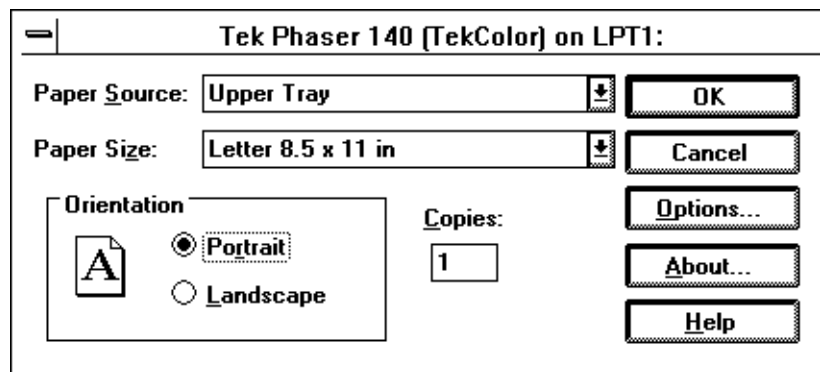 Tek Phaser 140 (TekColor) on LPT1:
Paper Source: Upper Tray OK
Paper Size: Letter 8.5 x 11 in Cancel
Orientation Copies: Options...
A Portrait 1 About...
Landscape
Help